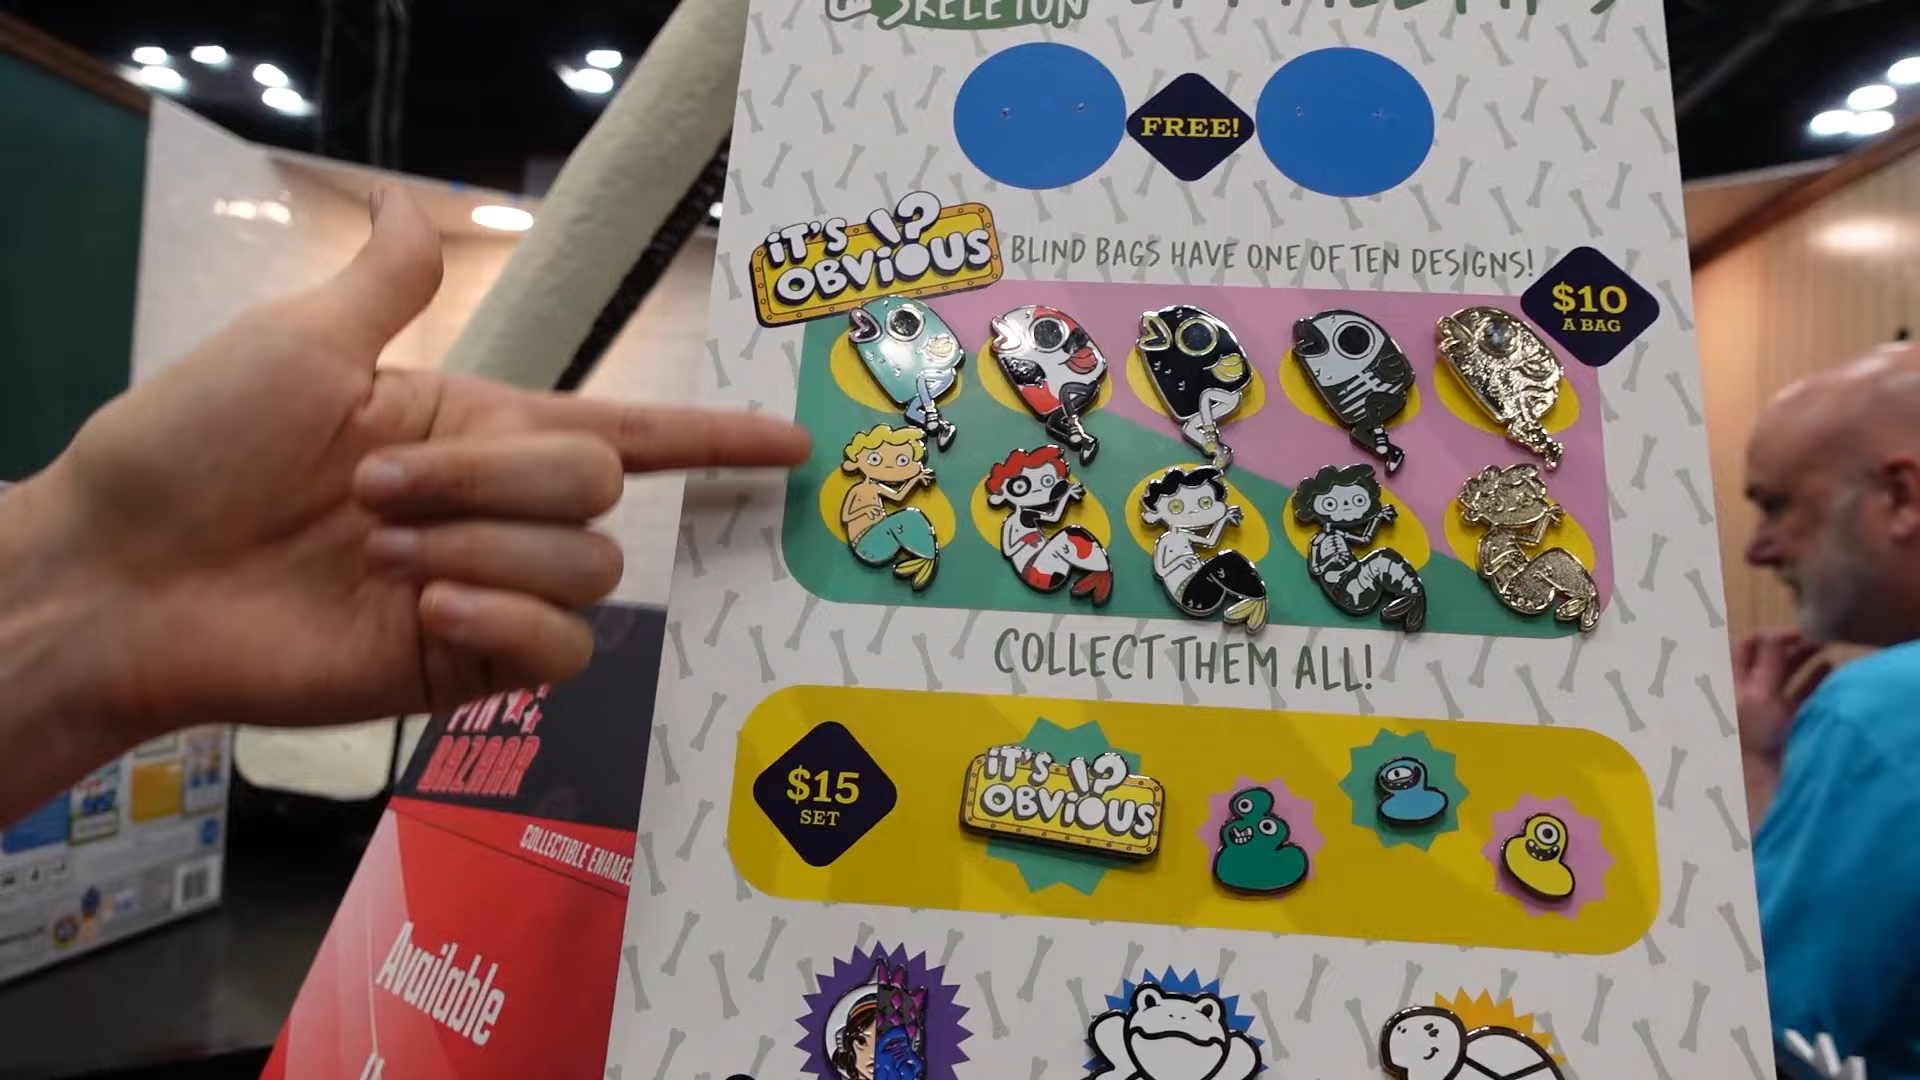 SKELETON
FREE!
IT'S !?
OBVIOUS
BLIND BAGS HAVE ONE OF TEN DESIGNS!
$10
A BAG
COLLECT THEM ALL!
$15
SET
IT'S !?
OBVIOUS
PIN
BAZAAR
COLLECTIBLE
Available